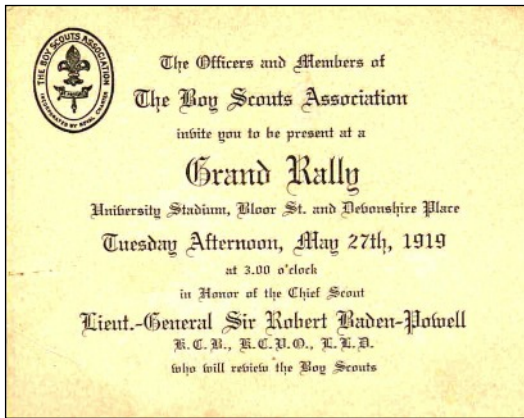 THE BOY SCOUTS ASSOCIATION
INCORPORATED BY ROYAL CHARTER
The Officers and Members of
The Boy Scouts Association
invite you to be present at a
Grand Rally
University Stadium, Bloor St. and Devonshire Place
Tuesday Afternoon, May 27th, 1919
at 3.00 o'clock
in Honor of the Chief Scout
Lieut.-General Sir Robert Baden-Powell
K.C.B., K.C.V.O., L.L.D.
who will review the Boy Scouts